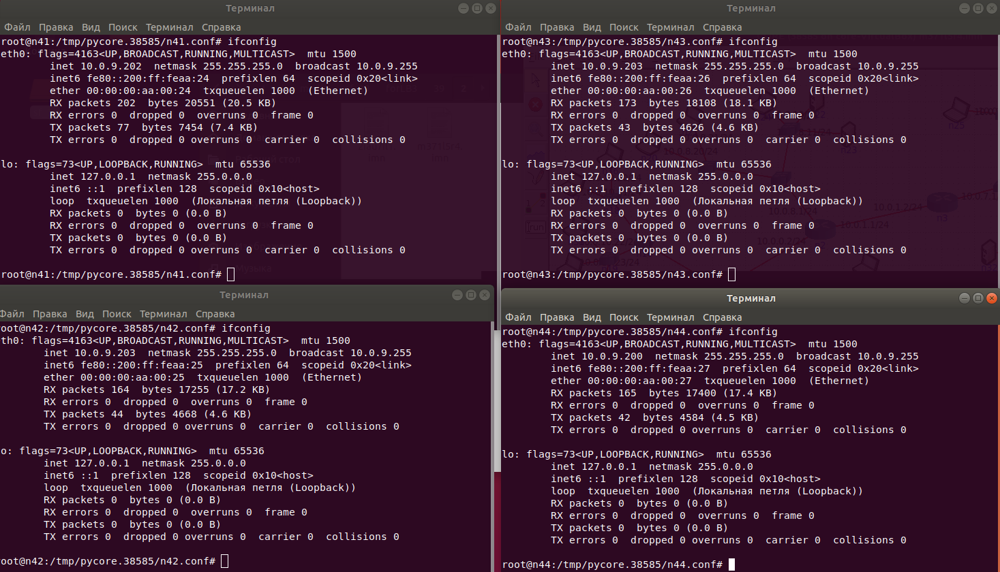 Терминал
Файл Правка Вид Поиск Терминал Справка
root@n41:/tmp/pycore.38585/n41.conf# ifconfig
eth0: flags=4163<UP,BROADCAST,RUNNING,MULTICAST>  mtu 1500
        inet 10.0.9.202  netmask 255.255.255.0  broadcast 10.0.9.255
        inet6 fe80::200:ff:feaa:24  prefixlen 64  scopeid 0x20<link>
        ether 00:00:00:aa:00:24  txqueuelen 1000  (Ethernet)
        RX packets 202  bytes 20551 (20.5 KB)
        RX errors 0  dropped 0  overruns 0  frame 0
        TX packets 77  bytes 7454 (7.4 KB)
        TX errors 0  dropped 0 overruns 0  carrier 0  collisions 0
lo: flags=73<UP,LOOPBACK,RUNNING>  mtu 65536
        inet 127.0.0.1  netmask 255.0.0.0
        inet6 ::1  prefixlen 128  scopeid 0x10<host>
        loop  txqueuelen 1000  (Локальная петля (Loopback))
        RX packets 0  bytes 0 (0.0 B)
        RX errors 0  dropped 0  overruns 0  frame 0
        TX packets 0  bytes 0 (0.0 B)
        TX errors 0  dropped 0 overruns 0  carrier 0  collisions 0
root@n41:/tmp/pycore.38585/n41.conf#
Терминал
Файл Правка Вид Поиск Терминал Справка
root@n43:/tmp/pycore.38585/n43.conf# ifconfig
eth0: flags=4163<UP,BROADCAST,RUNNING,MULTICAST>  mtu 1500
        inet 10.0.9.203  netmask 255.255.255.0  broadcast 10.0.9.255
        inet6 fe80::200:ff:feaa:26  prefixlen 64  scopeid 0x20<link>
        ether 00:00:00:aa:00:26  txqueuelen 1000  (Ethernet)
        RX packets 173  bytes 18108 (18.1 KB)
        RX errors 0  dropped 0  overruns 0  frame 0
        TX packets 43  bytes 4626 (4.6 KB)
        TX errors 0  dropped 0 overruns 0  carrier 0  collisions 0
lo: flags=73<UP,LOOPBACK,RUNNING>  mtu 65536
        inet 127.0.0.1  netmask 255.0.0.0
        inet6 ::1  prefixlen 128  scopeid 0x10<host>
        loop  txqueuelen 1000  (Локальная петля (Loopback))
        RX packets 0  bytes 0 (0.0 B)
        RX errors 0  dropped 0  overruns 0  frame 0
        TX packets 0  bytes 0 (0.0 B)
        TX errors 0  dropped 0 overruns 0  carrier 0  collisions 0
root@n43:/tmp/pycore.38585/n43.conf#
Терминал
Файл Правка Вид Поиск Терминал Справка
root@n42:/tmp/pycore.38585/n42.conf# ifconfig
th0: flags=4163<UP,BROADCAST,RUNNING,MULTICAST>  mtu 1500
        inet 10.0.9.203  netmask 255.255.255.0  broadcast 10.0.9.255
        inet6 fe80::200:ff:feaa:25  prefixlen 64  scopeid 0x20<link>
        ether 00:00:00:aa:00:25  txqueuelen 1000  (Ethernet)
        RX packets 164  bytes 17255 (17.2 KB)
        RX errors 0  dropped 0  overruns 0  frame 0
        TX packets 44  bytes 4668 (4.6 KB)
        TX errors 0  dropped 0 overruns 0  carrier 0  collisions 0
o: flags=73<UP,LOOPBACK,RUNNING>  mtu 65536
        inet 127.0.0.1  netmask 255.0.0.0
        inet6 ::1  prefixlen 128  scopeid 0x10<host>
        loop  txqueuelen 1000  (Локальная петля (Loopback))
        RX packets 0  bytes 0 (0.0 B)
        RX errors 0  dropped 0  overruns 0  frame 0
        TX packets 0  bytes 0 (0.0 B)
        TX errors 0  dropped 0 overruns 0  carrier 0  collisions 0
root@n42:/tmp/pycore.38585/n42.conf#
Терминал
Файл Правка Вид Поиск Терминал Справка
root@n44:/tmp/pycore.38585/n44.conf# ifconfig
eth0: flags=4163<UP,BROADCAST,RUNNING,MULTICAST>  mtu 1500
        inet 10.0.9.200  netmask 255.255.255.0  broadcast 10.0.9.255
        inet6 fe80::200:ff:feaa:27  prefixlen 64  scopeid 0x20<link>
        ether 00:00:00:aa:00:27  txqueuelen 1000  (Ethernet)
        RX packets 165  bytes 17400 (17.4 KB)
        RX errors 0  dropped 0  overruns 0  frame 0
        TX packets 42  bytes 4584 (4.5 KB)
        TX errors 0  dropped 0 overruns 0  carrier 0  collisions 0
lo: flags=73<UP,LOOPBACK,RUNNING>  mtu 65536
        inet 127.0.0.1  netmask 255.0.0.0
        inet6 ::1  prefixlen 128  scopeid 0x10<host>
        loop  txqueuelen 1000  (Локальная петля (Loopback))
        RX packets 0  bytes 0 (0.0 B)
        RX errors 0  dropped 0  overruns 0  frame 0
        TX packets 0  bytes 0 (0.0 B)
        TX errors 0  dropped 0 overruns 0  carrier 0  collisions 0
root@n44:/tmp/pycore.38585/n44.conf#